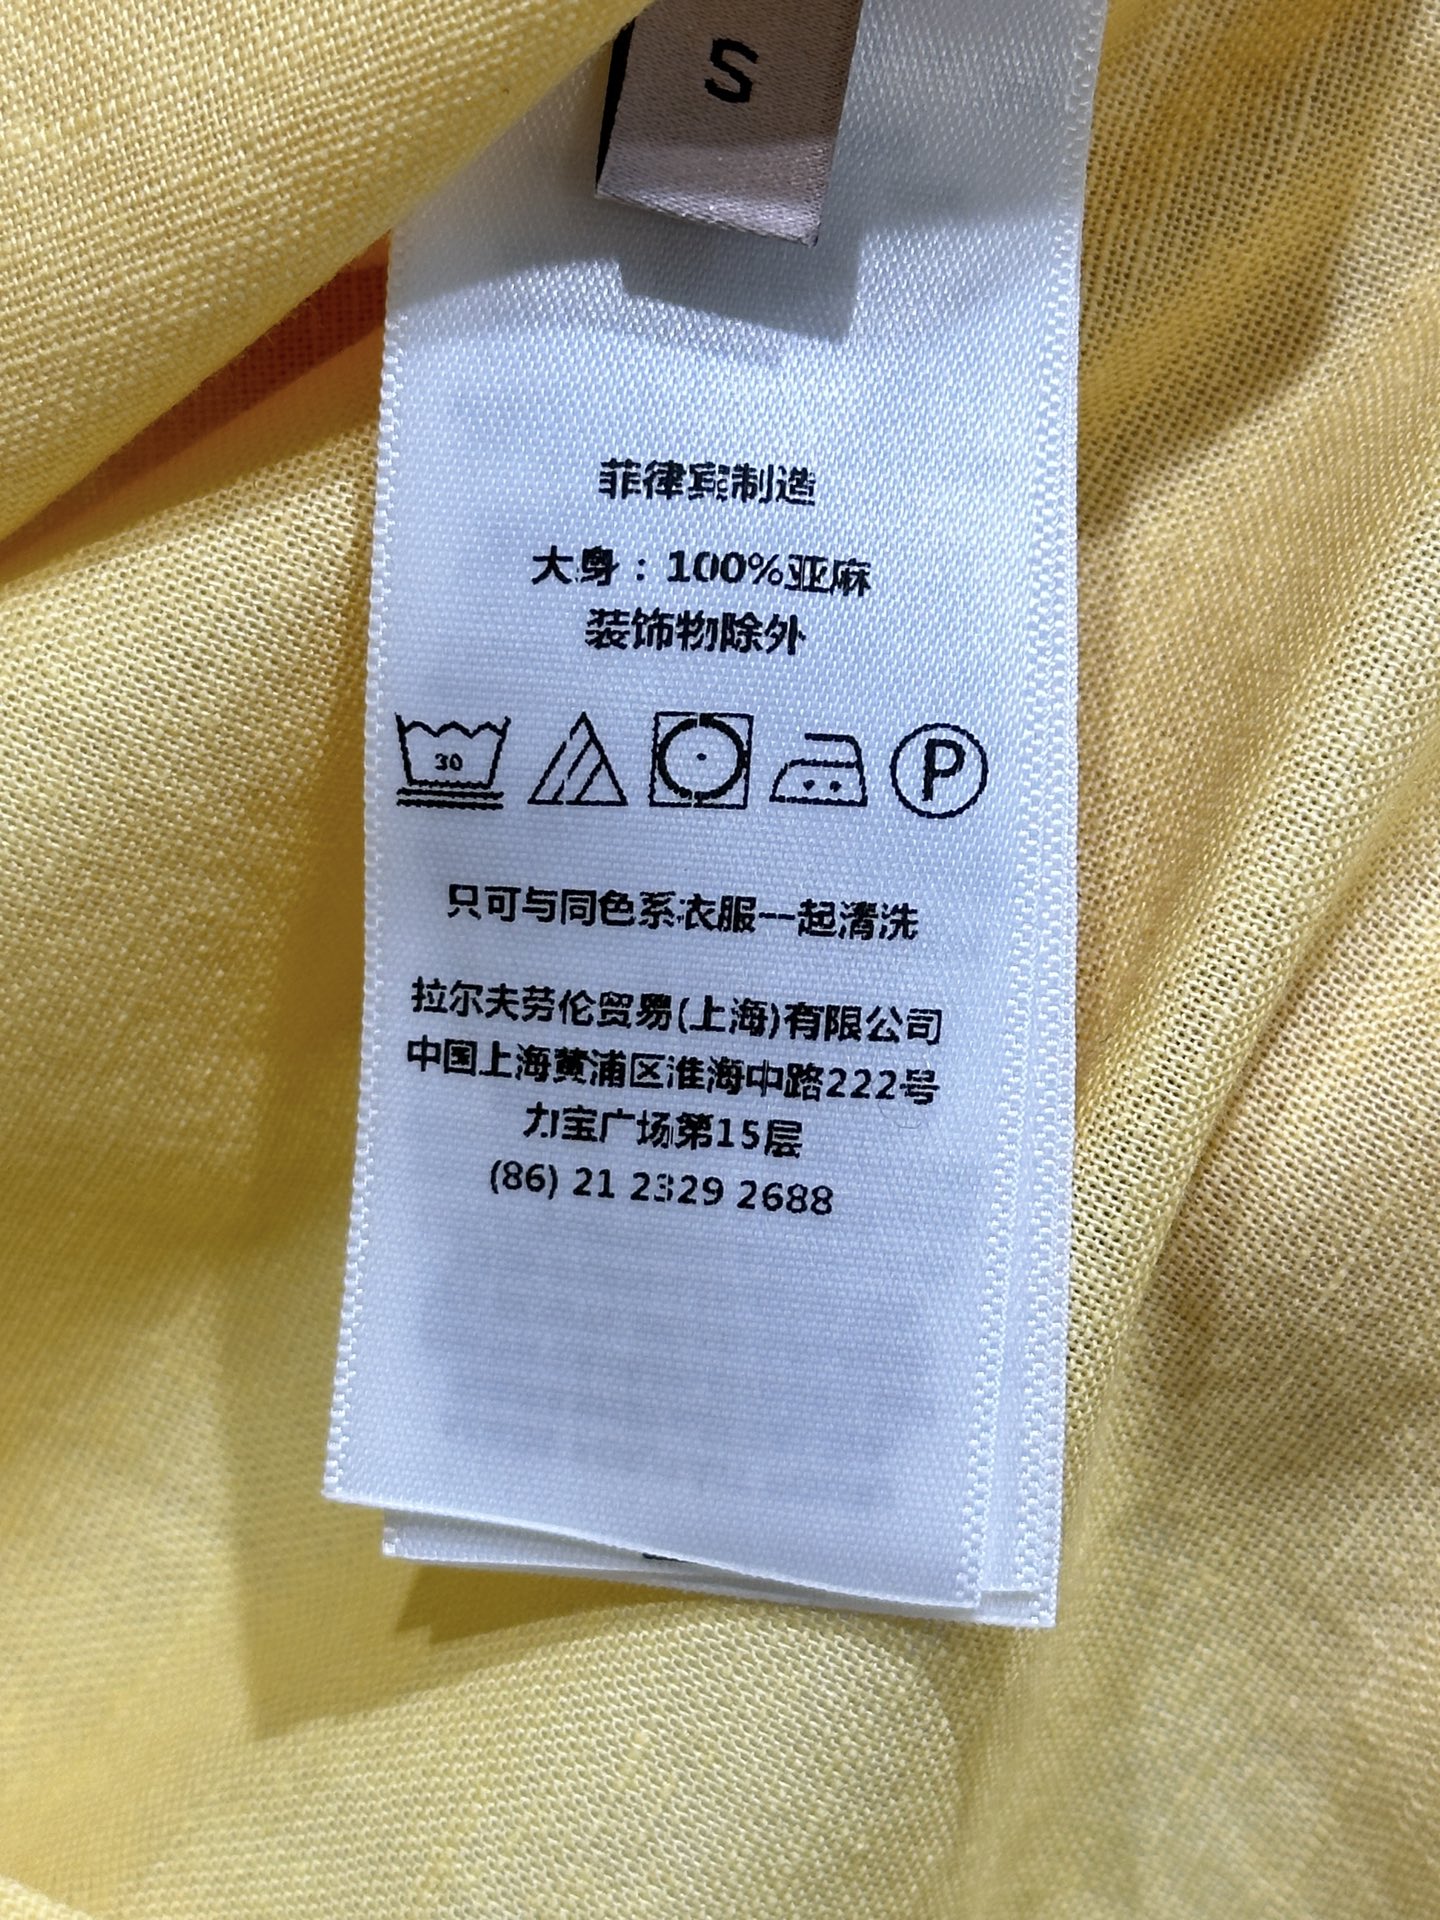 S
菲律宾制造
大身：100%亚麻
装饰物除外
30
P
只可与同色系衣服一起清洗
拉尔夫劳伦贸易(上海)有限公司
中国上海黄浦区淮海中路222号
力宝广场第15层
(86) 21 2329 2688